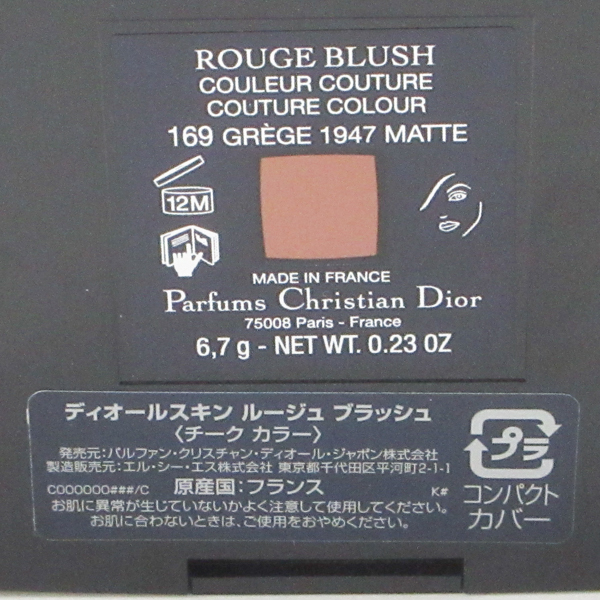 ROUGE BLUSH
COULEUR COUTURE
COUTURE COLOUR
169 GRÈGE 1947 MATTE
12M
MADE IN FRANCE
Parfums Christian Dior
75008 Paris - France
6,7 g - NET WT. 0.23 OZ
ディオールスキン ルージュ ブラッシュ
〈チーク カラー〉
発売元:パルファン・クリスチャン・ディオール・ジャポン株式会社
製造販売元:エル・シー・エス株式会社 東京都千代田区平河町2-1-1
C000000###/C 原産国:フランス K#
お肌に異常が生じていないかよく注意して使用してください。
お肌に合わないときは、ご使用をおやめください。
プラ
コンパクト
カバー